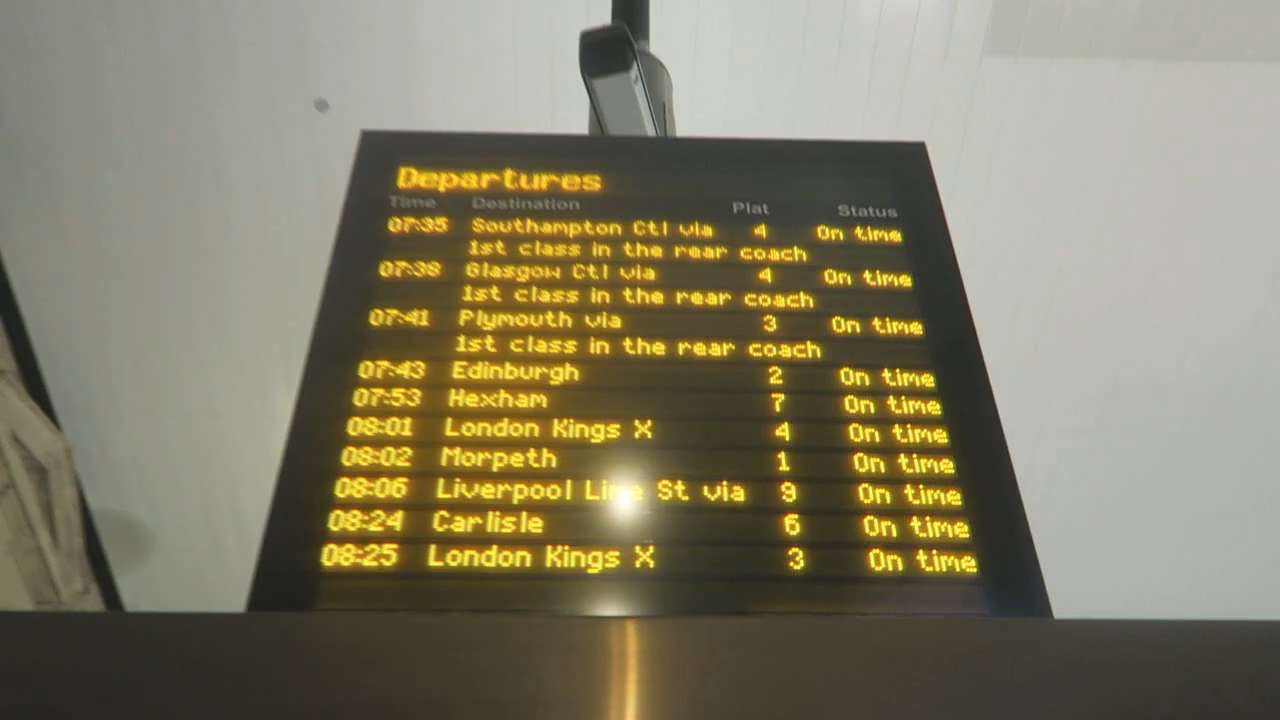 Departures
Time Destination Plat Status
07:35 Southampton Ctl via 4 On time
1st class in the rear coach
07:38 Glasgow Ctl via 4 On time
1st class in the rear coach
07:41 Plymouth via 3 On time
1st class in the rear coach
07:43 Edinburgh 2 On time
07:53 Hexham 7 On time
08:01 London Kings X 4 On time
08:02 Morpeth 1 On time
08:06 Liverpool Lime St via 9 On time
08:24 Carlisle 6 On time
08:25 London Kings X 3 On time